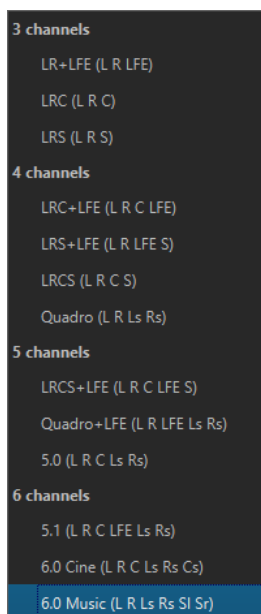 3 channels
LR+LFE (L R LFE)
LRC (L R C)
LRS (L R S)
4 channels
LRC+LFE (L R C LFE)
LRS+LFE (L R LFE S)
LRCS (L R C S)
Quadro (L R Ls Rs)
5 channels
LRCS+LFE (L R C LFE S)
Quadro+LFE (L R LFE Ls Rs)
5.0 (L R C Ls Rs)
6 channels
5.1 (L R C LFE Ls Rs)
6.0 Cine (L R C Ls Rs Cs)
6.0 Music (L R Ls Rs Sl Sr)